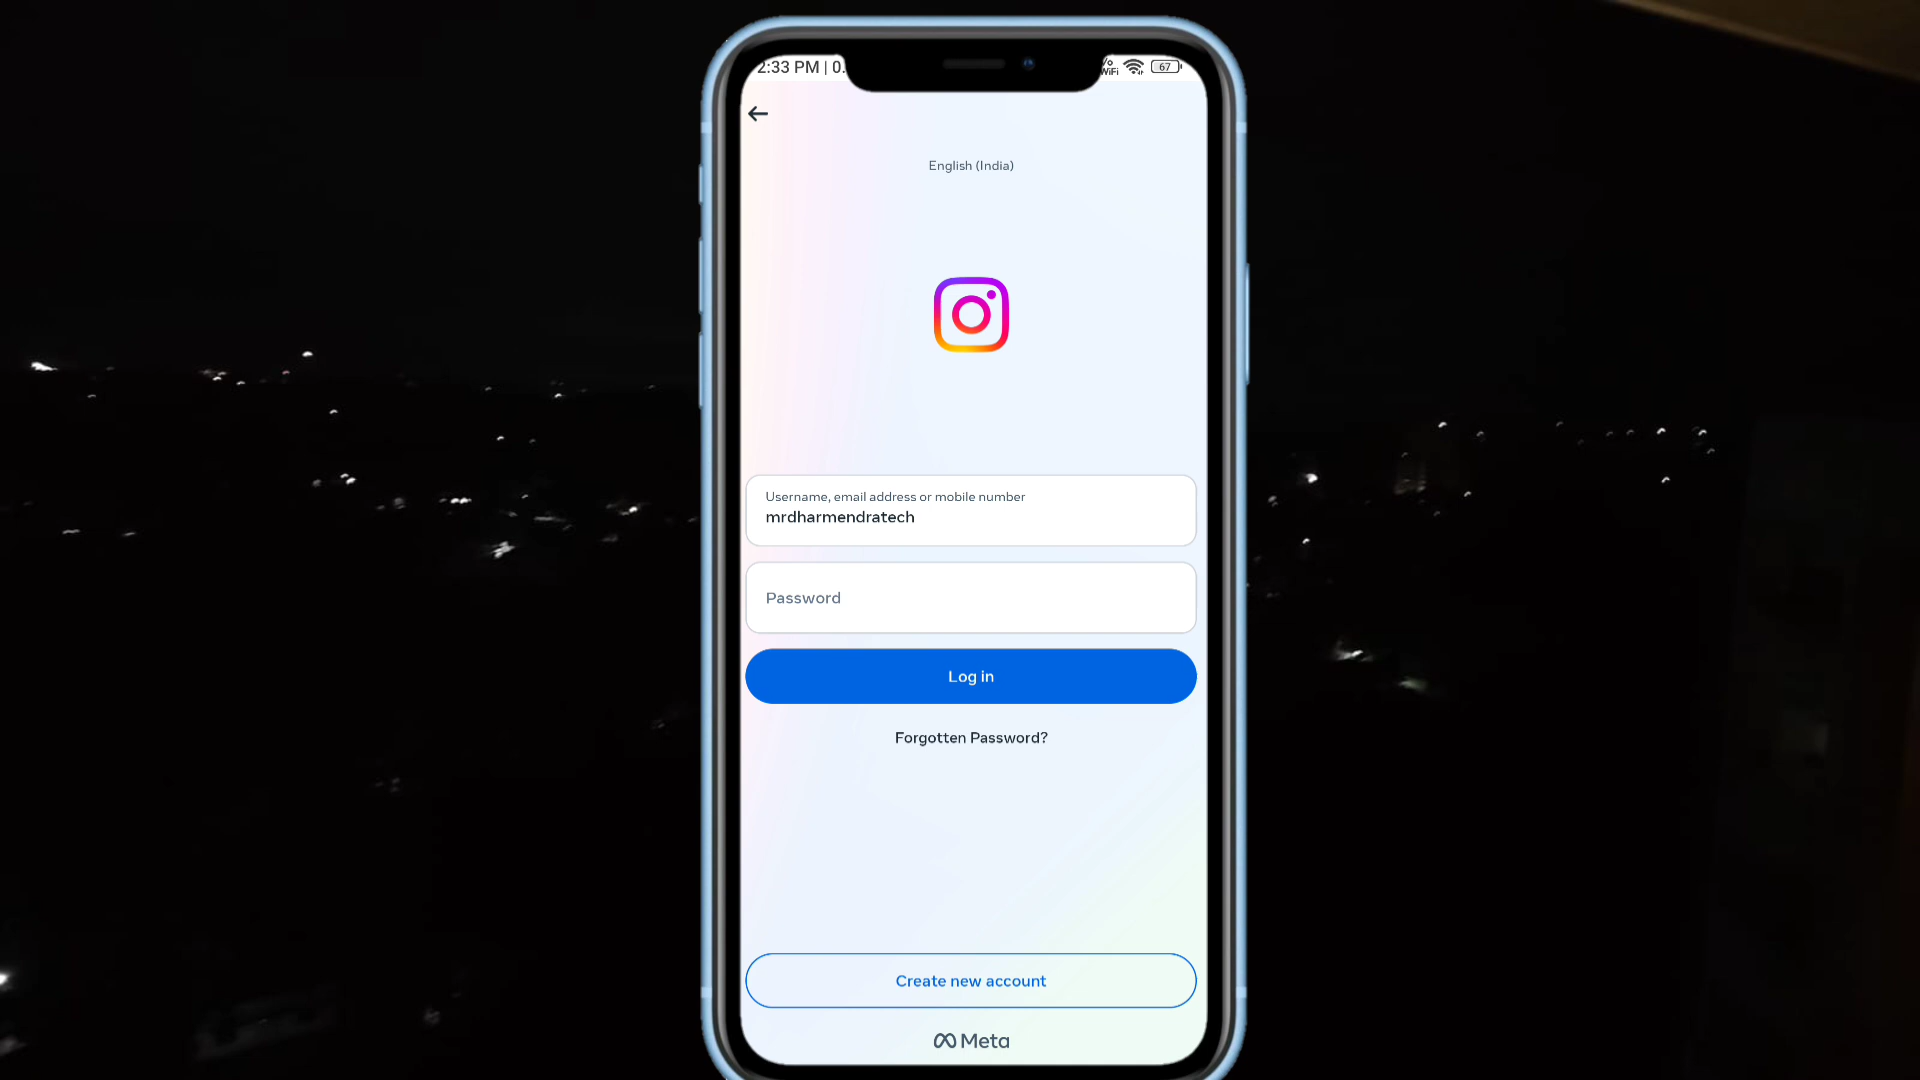 2:33 PM | 0.
WiFi
67
English (India)
Username, email address or mobile number
mrdharmendratech
Password
Log in
Forgotten Password?
Create new account
Meta